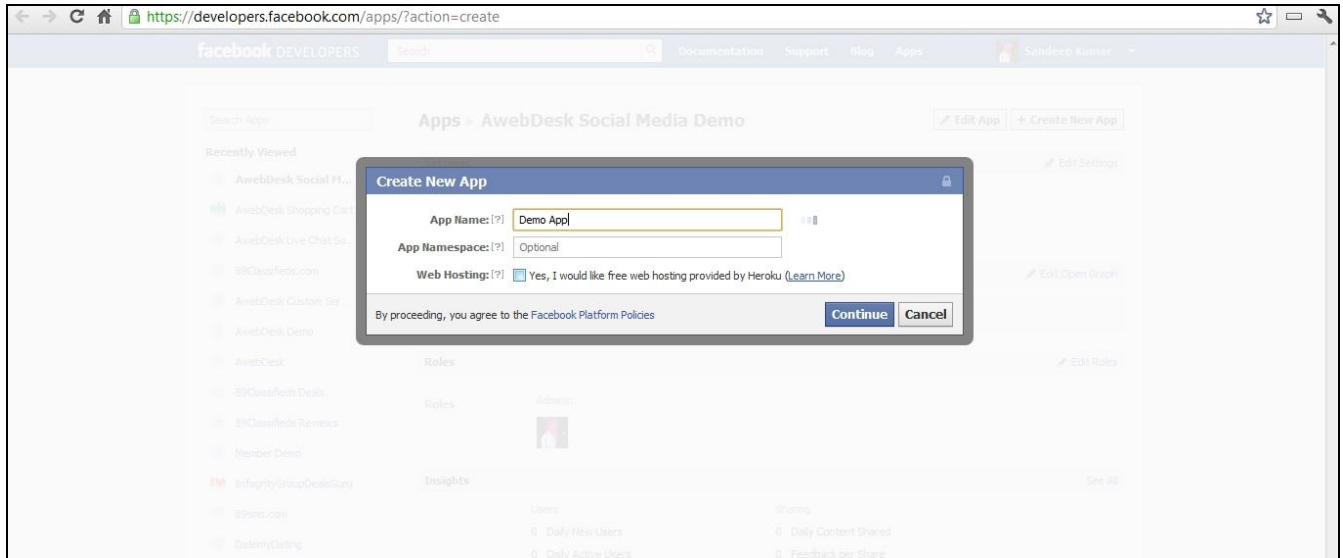 https://developers.facebook.com/apps/?action=create
facebook DEVELOPERS Search Documentation Support Blog Apps Sandeep Kumar
Search Apps Apps › AwebDesk Social Media Demo Edit App + Create New App
Recently Viewed Edit Settings
AwebDesk Social M...
Create New App
AwebDesk Shopping Cart
App Name: [?] Demo App
AwebDesk Live Chat So...
App Namespace: [?] Optional
89Classifieds.com Edit Open Graph
Web Hosting: [?] Yes, I would like free web hosting provided by Heroku (Learn More)
AwebDesk Custom Ser...
By proceeding, you agree to the Facebook Platform Policies Continue Cancel
AwebDesk Demo
AwebDesk Roles Edit Roles
89Classifieds Deals Roles Admins
89Classifieds Reviews
Member Demo
IntegrityGroupDealsGuru Insights See All
89sms.com Users Sharing
0 Daily New Users 0 Daily Content Shared
DatemyDating 0 Daily Active Users 0 Feedback per Share